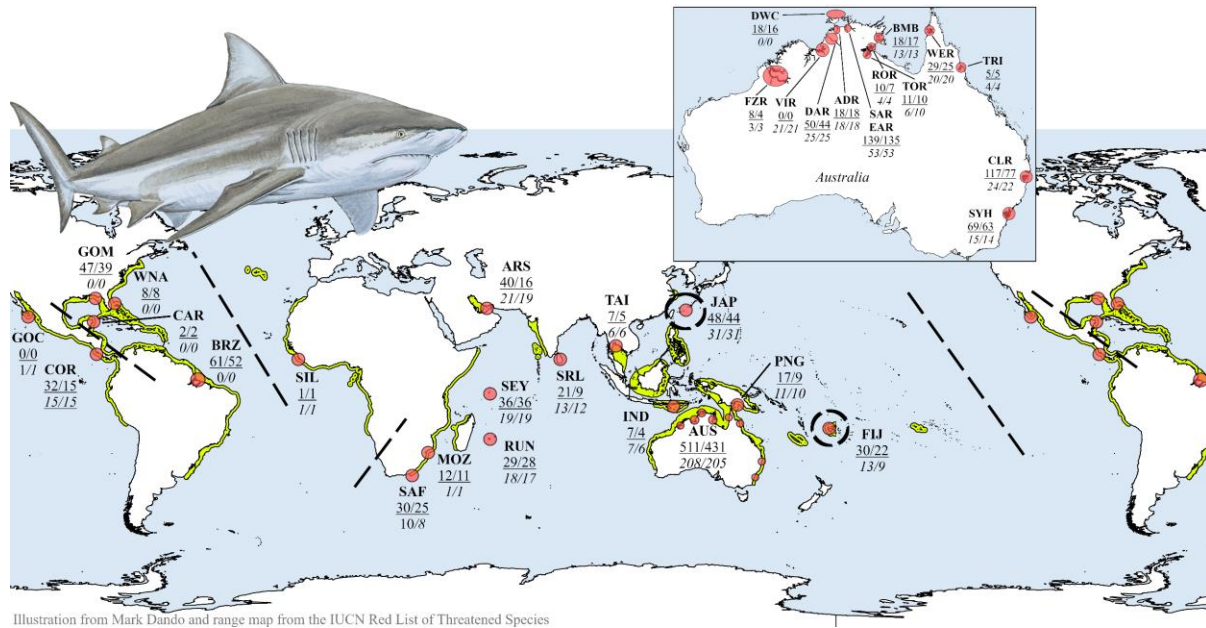 DWC
18/16
0/0
BMB
18/17
13/13
WER
29/25
20/20
TRI
5/5
4/4
ROR
10/7
4/4
TOR
11/10
6/10
FZR
8/4
3/3
VIR
0/0
21/21
DAR
50/44
25/25
ADR
18/18
18/18
SAR
EAR
139/135
53/53
CLR
117/77
24/22
Australia
SYH
69/63
15/14
GOM
47/39
0/0
WNA
8/8
0/0
CAR
2/2
0/0
GOC
0/0
1/1
COR
32/15
15/15
BRZ
61/52
0/0
SIL
1/1
1/1
ARS
40/16
21/19
SEY
36/36
19/19
RUN
29/28
18/17
MOZ
12/11
1/1
SAF
30/25
10/8
SRL
21/9
13/12
TAI
7/5
6/6
JAP
48/44
31/31
PNG
17/9
11/10
IND
7/4
7/6
AUS
511/431
208/205
FIJ
30/22
13/9
Illustration from Mark Dando and range map from the IUCN Red List of Threatened Species